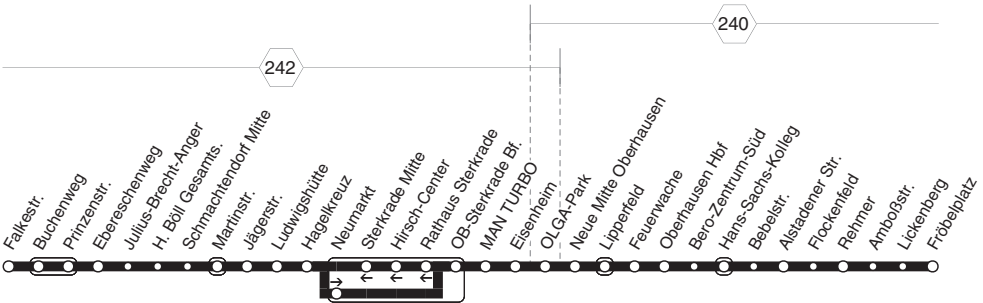 240
242
Falkestr.
Buchenweg
Prinzenstr.
Ebereschenweg
Julius-Brecht-Anger
H. Böll Gesamts.
Schmachtendorf Mitte
Martinstr.
Jägerstr.
Ludwigshütte
Hagelkreuz
Neumarkt
Sterkrade Mitte
Hirsch-Center
Rathaus Sterkrade
OB-Sterkrade Bf.
MAN TURBO
Eisenheim
OLGA-Park
Neue Mitte Oberhausen
Lipperfeld
Feuerwache
Oberhausen Hbf
Bero-Zentrum-Süd
Hans-Sachs-Kolleg
Bebelstr.
Alstadener Str.
Flockenfeld
Rehmer
Amboßstr.
Lickenberg
Fröbelplatz